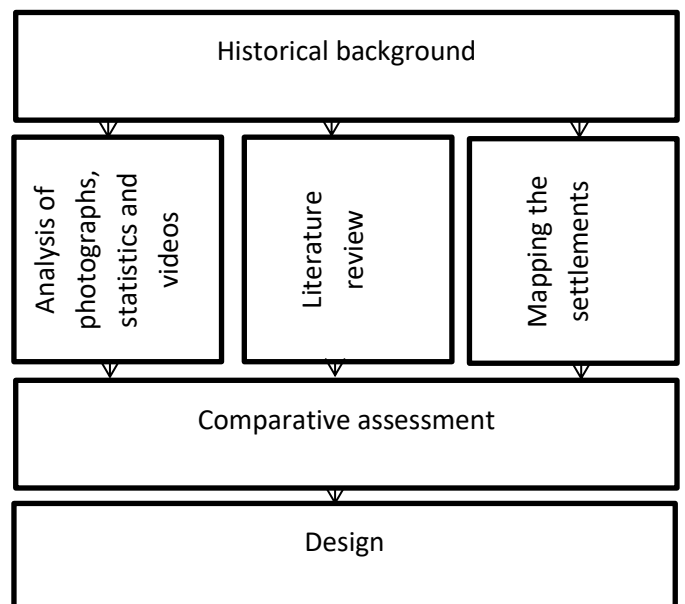 Historical background
Analysis of
photographs,
statistics and
videos
Literature
review
Mapping the
settlements
Comparative assessment
Design